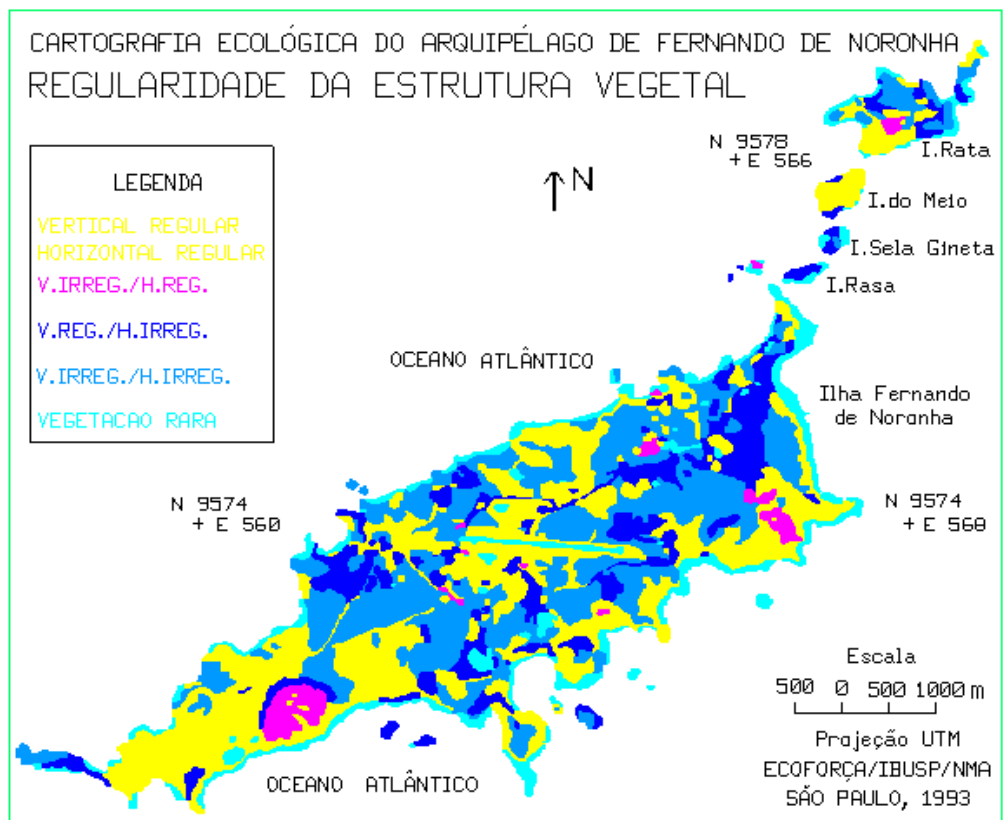 CARTOGRAFIA ECOLÓGICA DO ARQUIPÉLAGO DE FERNANDO DE NORONHA
REGULARIDADE DA ESTRUTURA VEGETAL
N 9578
+ E 566
I.Rata
LEGENDA
N
I.do Meio
VERTICAL REGULAR
HORIZONTAL REGULAR
I.Sela Gineta
V.IRREG./H.REG.
I.Rasa
V.REG./H.IRREG.
OCEANO ATLÂNTICO
V.IRREG./H.IRREG.
Ilha Fernando
de Noronha
VEGETACAO RARA
N 9574
+ E 560
N 9574
+ E 568
Escala
500 0 500 1000 m
Projeção UTM
ECOFORÇA/IBUSP/NMA
SÃO PAULO, 1993
OCEANO ATLÂNTICO